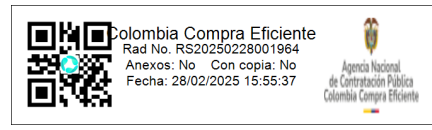 Colombia Compra Eficiente
Rad No. RS20250228001964
Anexos: No Con copia: No
Fecha: 28/02/2025 15:55:37
Agencia Nacional
de Contratación Pública
Colombia Compra Eficiente